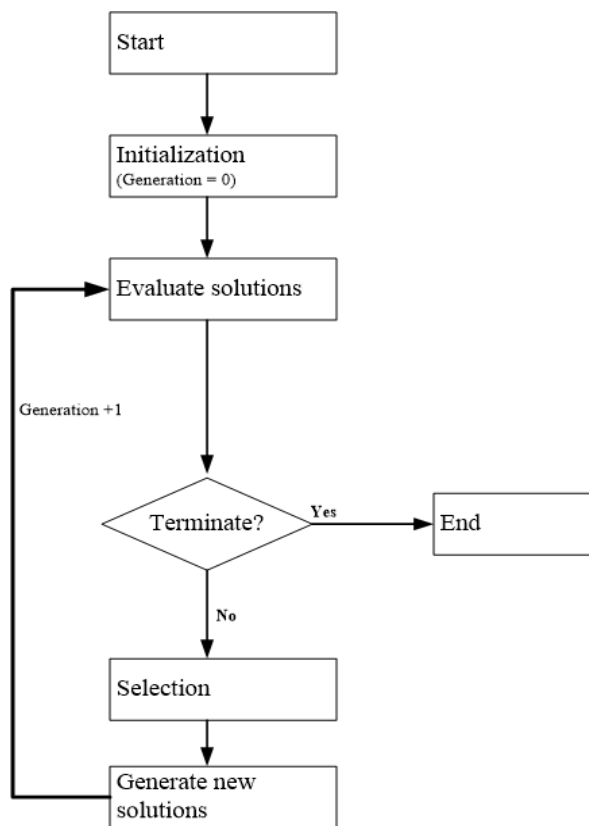 Start
Initialization
(Generation = 0)
Evaluate solutions
Generation +1
Terminate?
Yes
End
No
Selection
Generate new
solutions